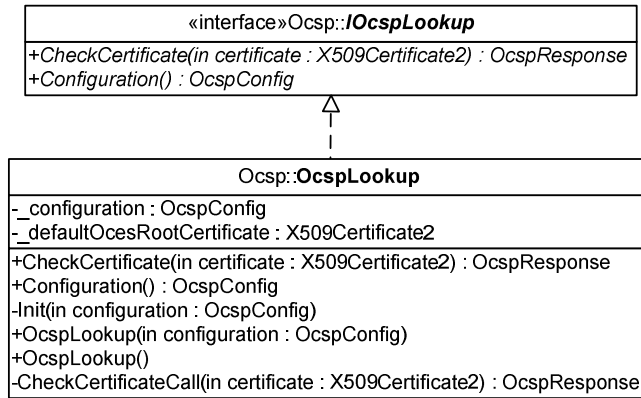 «interface»Ocsp::IOcspLookup
+CheckCertificate(in certificate : X509Certificate2) : OcspResponse
+Configuration() : OcspConfig
Ocsp::OcspLookup
-_configuration : OcspConfig
-_defaultOcesRootCertificate : X509Certificate2
+CheckCertificate(in certificate : X509Certificate2) : OcspResponse
+Configuration() : OcspConfig
-Init(in configuration : OcspConfig)
+OcspLookup(in configuration : OcspConfig)
+OcspLookup()
-CheckCertificateCall(in certificate : X509Certificate2) : OcspResponse